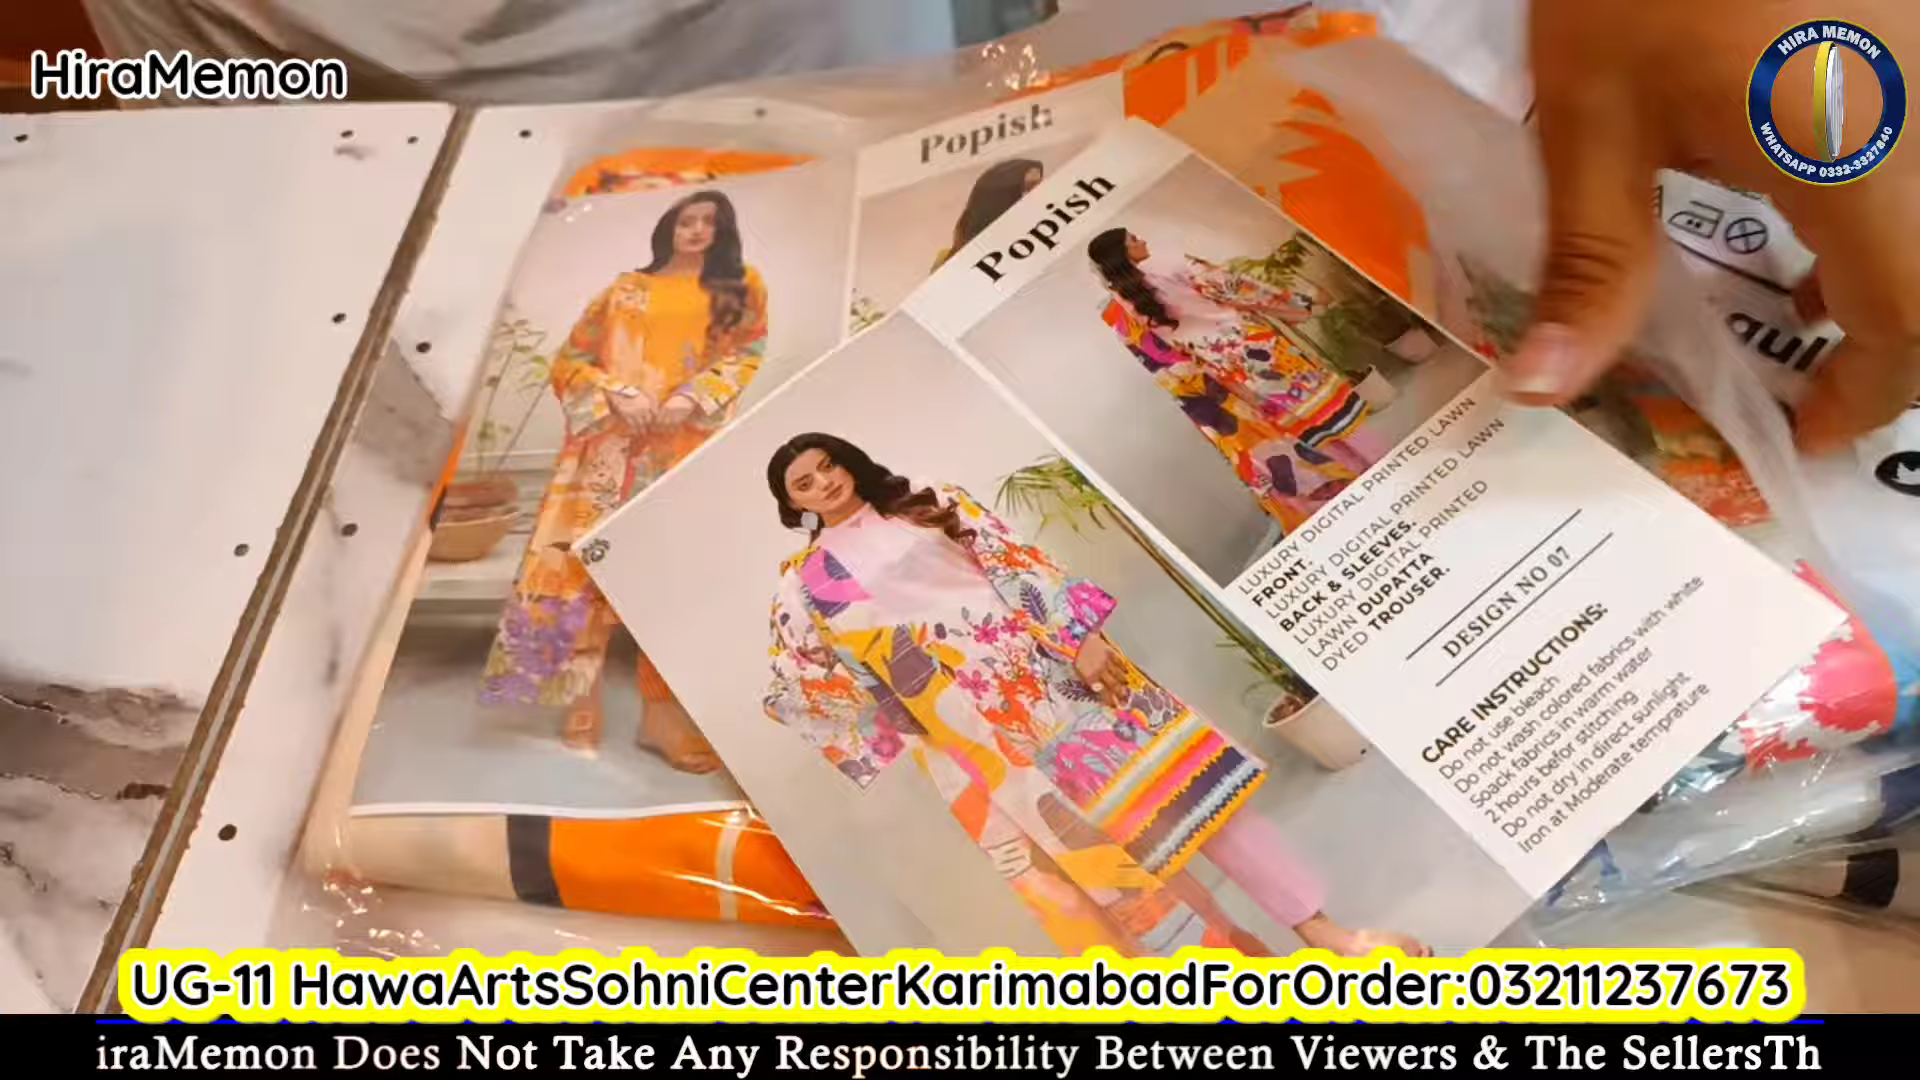 HiraMemon
HIRA MEMON
WHATSAPP 0332-3327840
Popish
Popish
LUXURY DIGITAL PRINTED LAWN
FRONT.
LUXURY DIGITAL PRINTED LAWN
BACK & SLEEVES.
LUXURY DIGITAL PRINTED
LAWN DUPATTA
DYED TROUSER.
DESIGN NO 07
CARE INSTRUCTIONS:
Do not use bleach
Do not wash colored fabrics with white
Soack fabrics in warm water
2 hours befor stitching
Do not dry in direct sunlight
Iron at Moderate temprature
UG-11 HawaArtsSohniCenterKarimabadForOrder:03211237673
iraMemon Does Not Take Any Responsibility Between Viewers & The SellersTh